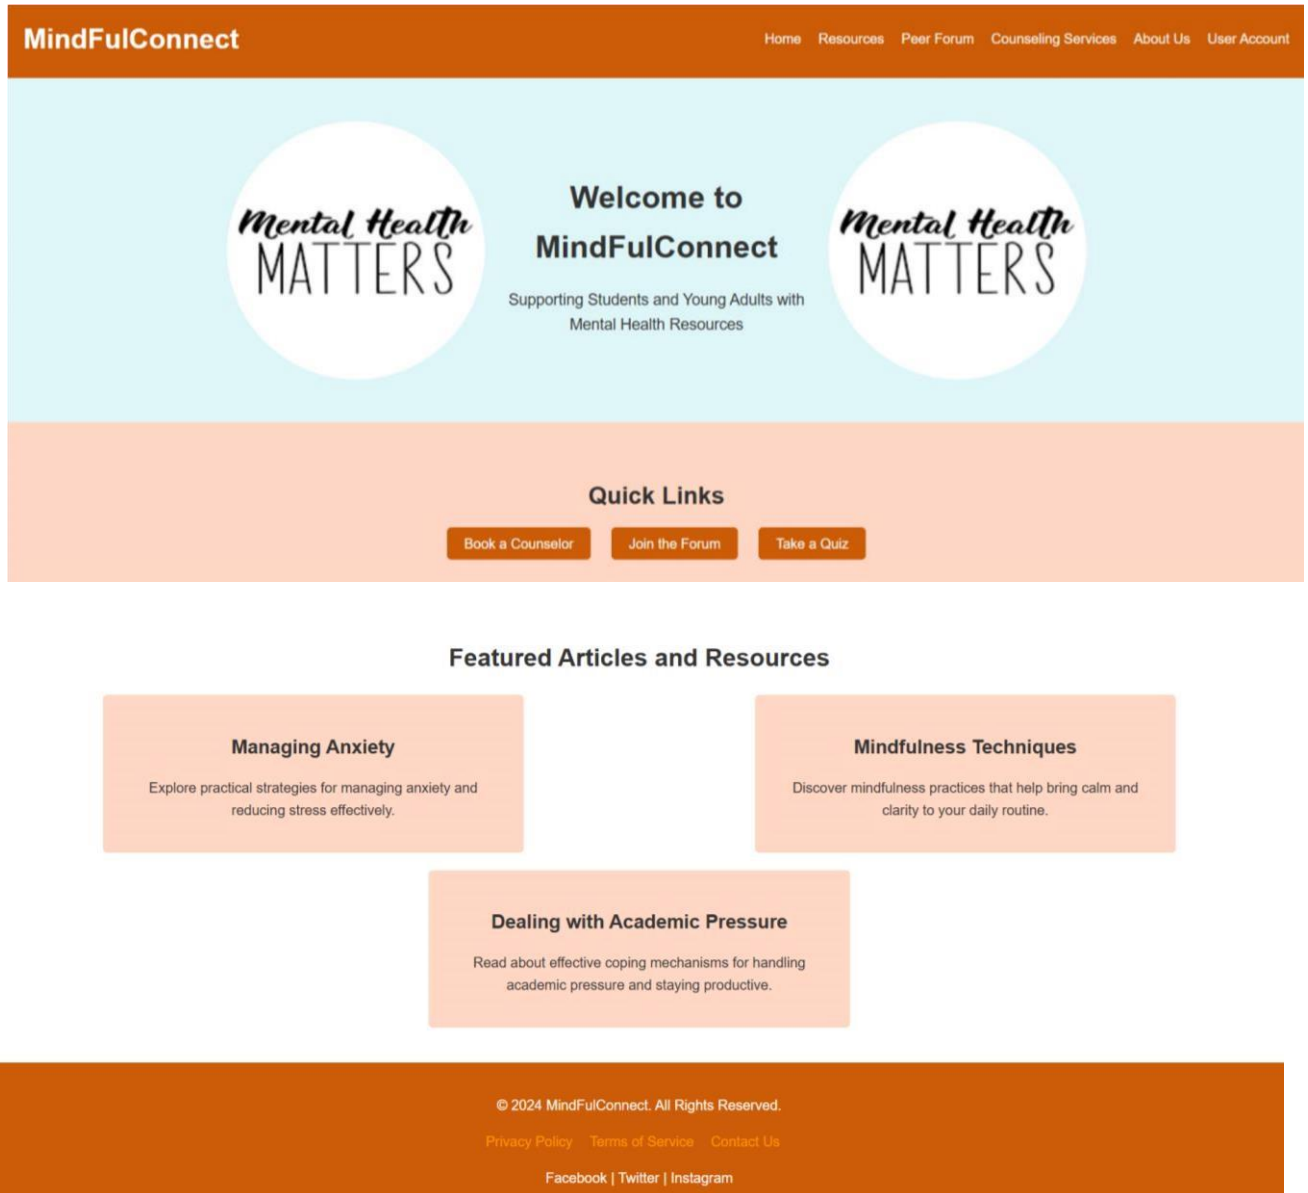 MindFulConnect
Home Resources Peer Forum Counseling Services About Us User Account
Mental Health
MATTERS
Welcome to
MindFulConnect
Supporting Students and Young Adults with
Mental Health Resources
Mental Health
MATTERS
Quick Links
Book a Counselor
Join the Forum
Take a Quiz
Featured Articles and Resources
Managing Anxiety
Explore practical strategies for managing anxiety and
reducing stress effectively.
Mindfulness Techniques
Discover mindfulness practices that help bring calm and
clarity to your daily routine.
Dealing with Academic Pressure
Read about effective coping mechanisms for handling
academic pressure and staying productive.
© 2024 MindFulConnect. All Rights Reserved.
Privacy Policy Terms of Service Contact Us
Facebook | Twitter | Instagram